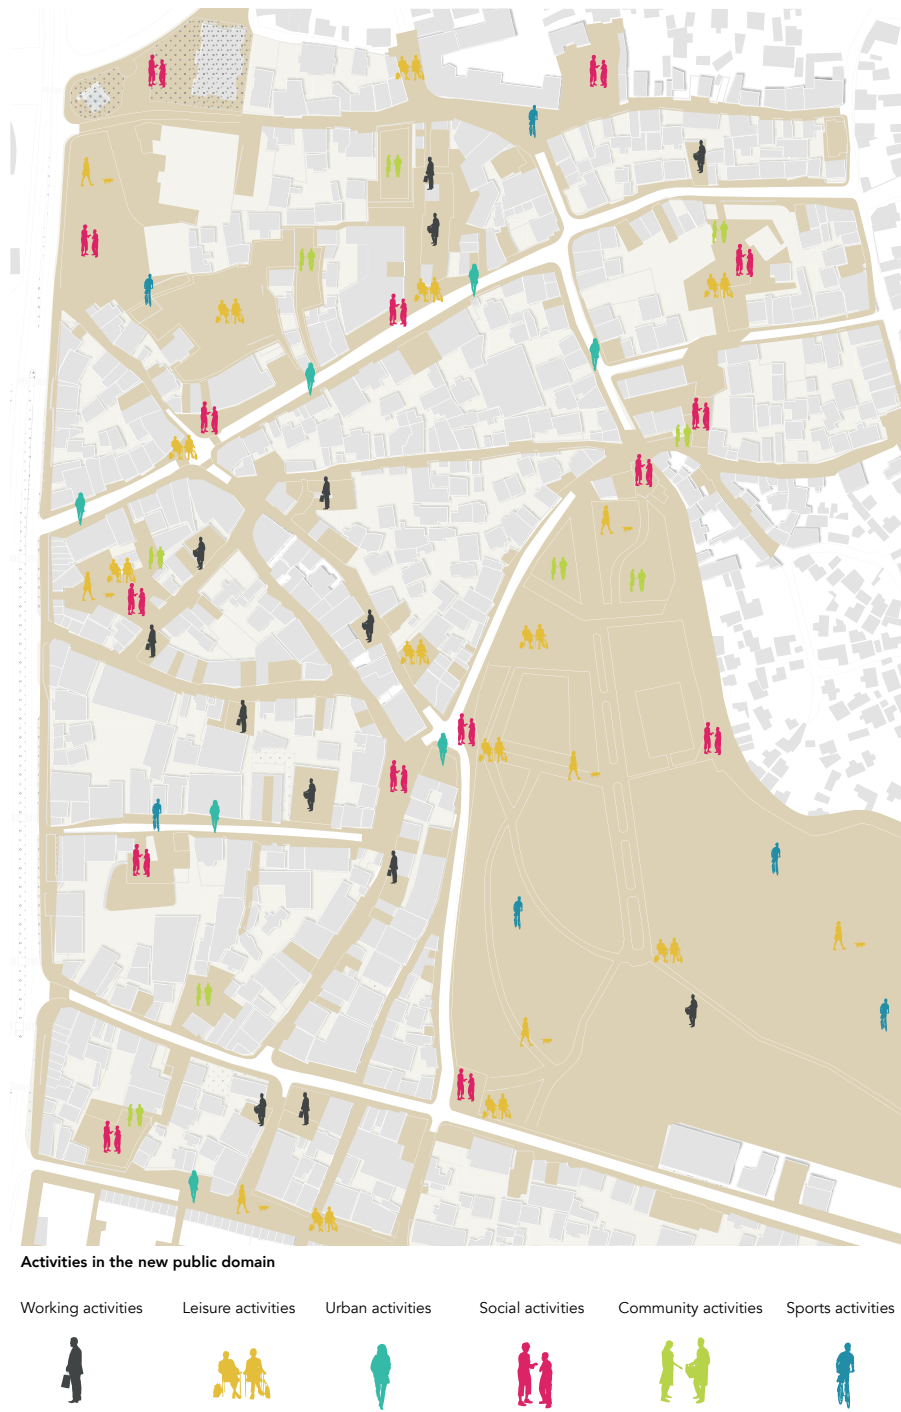 Activities in the new public domain
Working activities Leisure activities Urban activities Social activities Community activities Sports activities